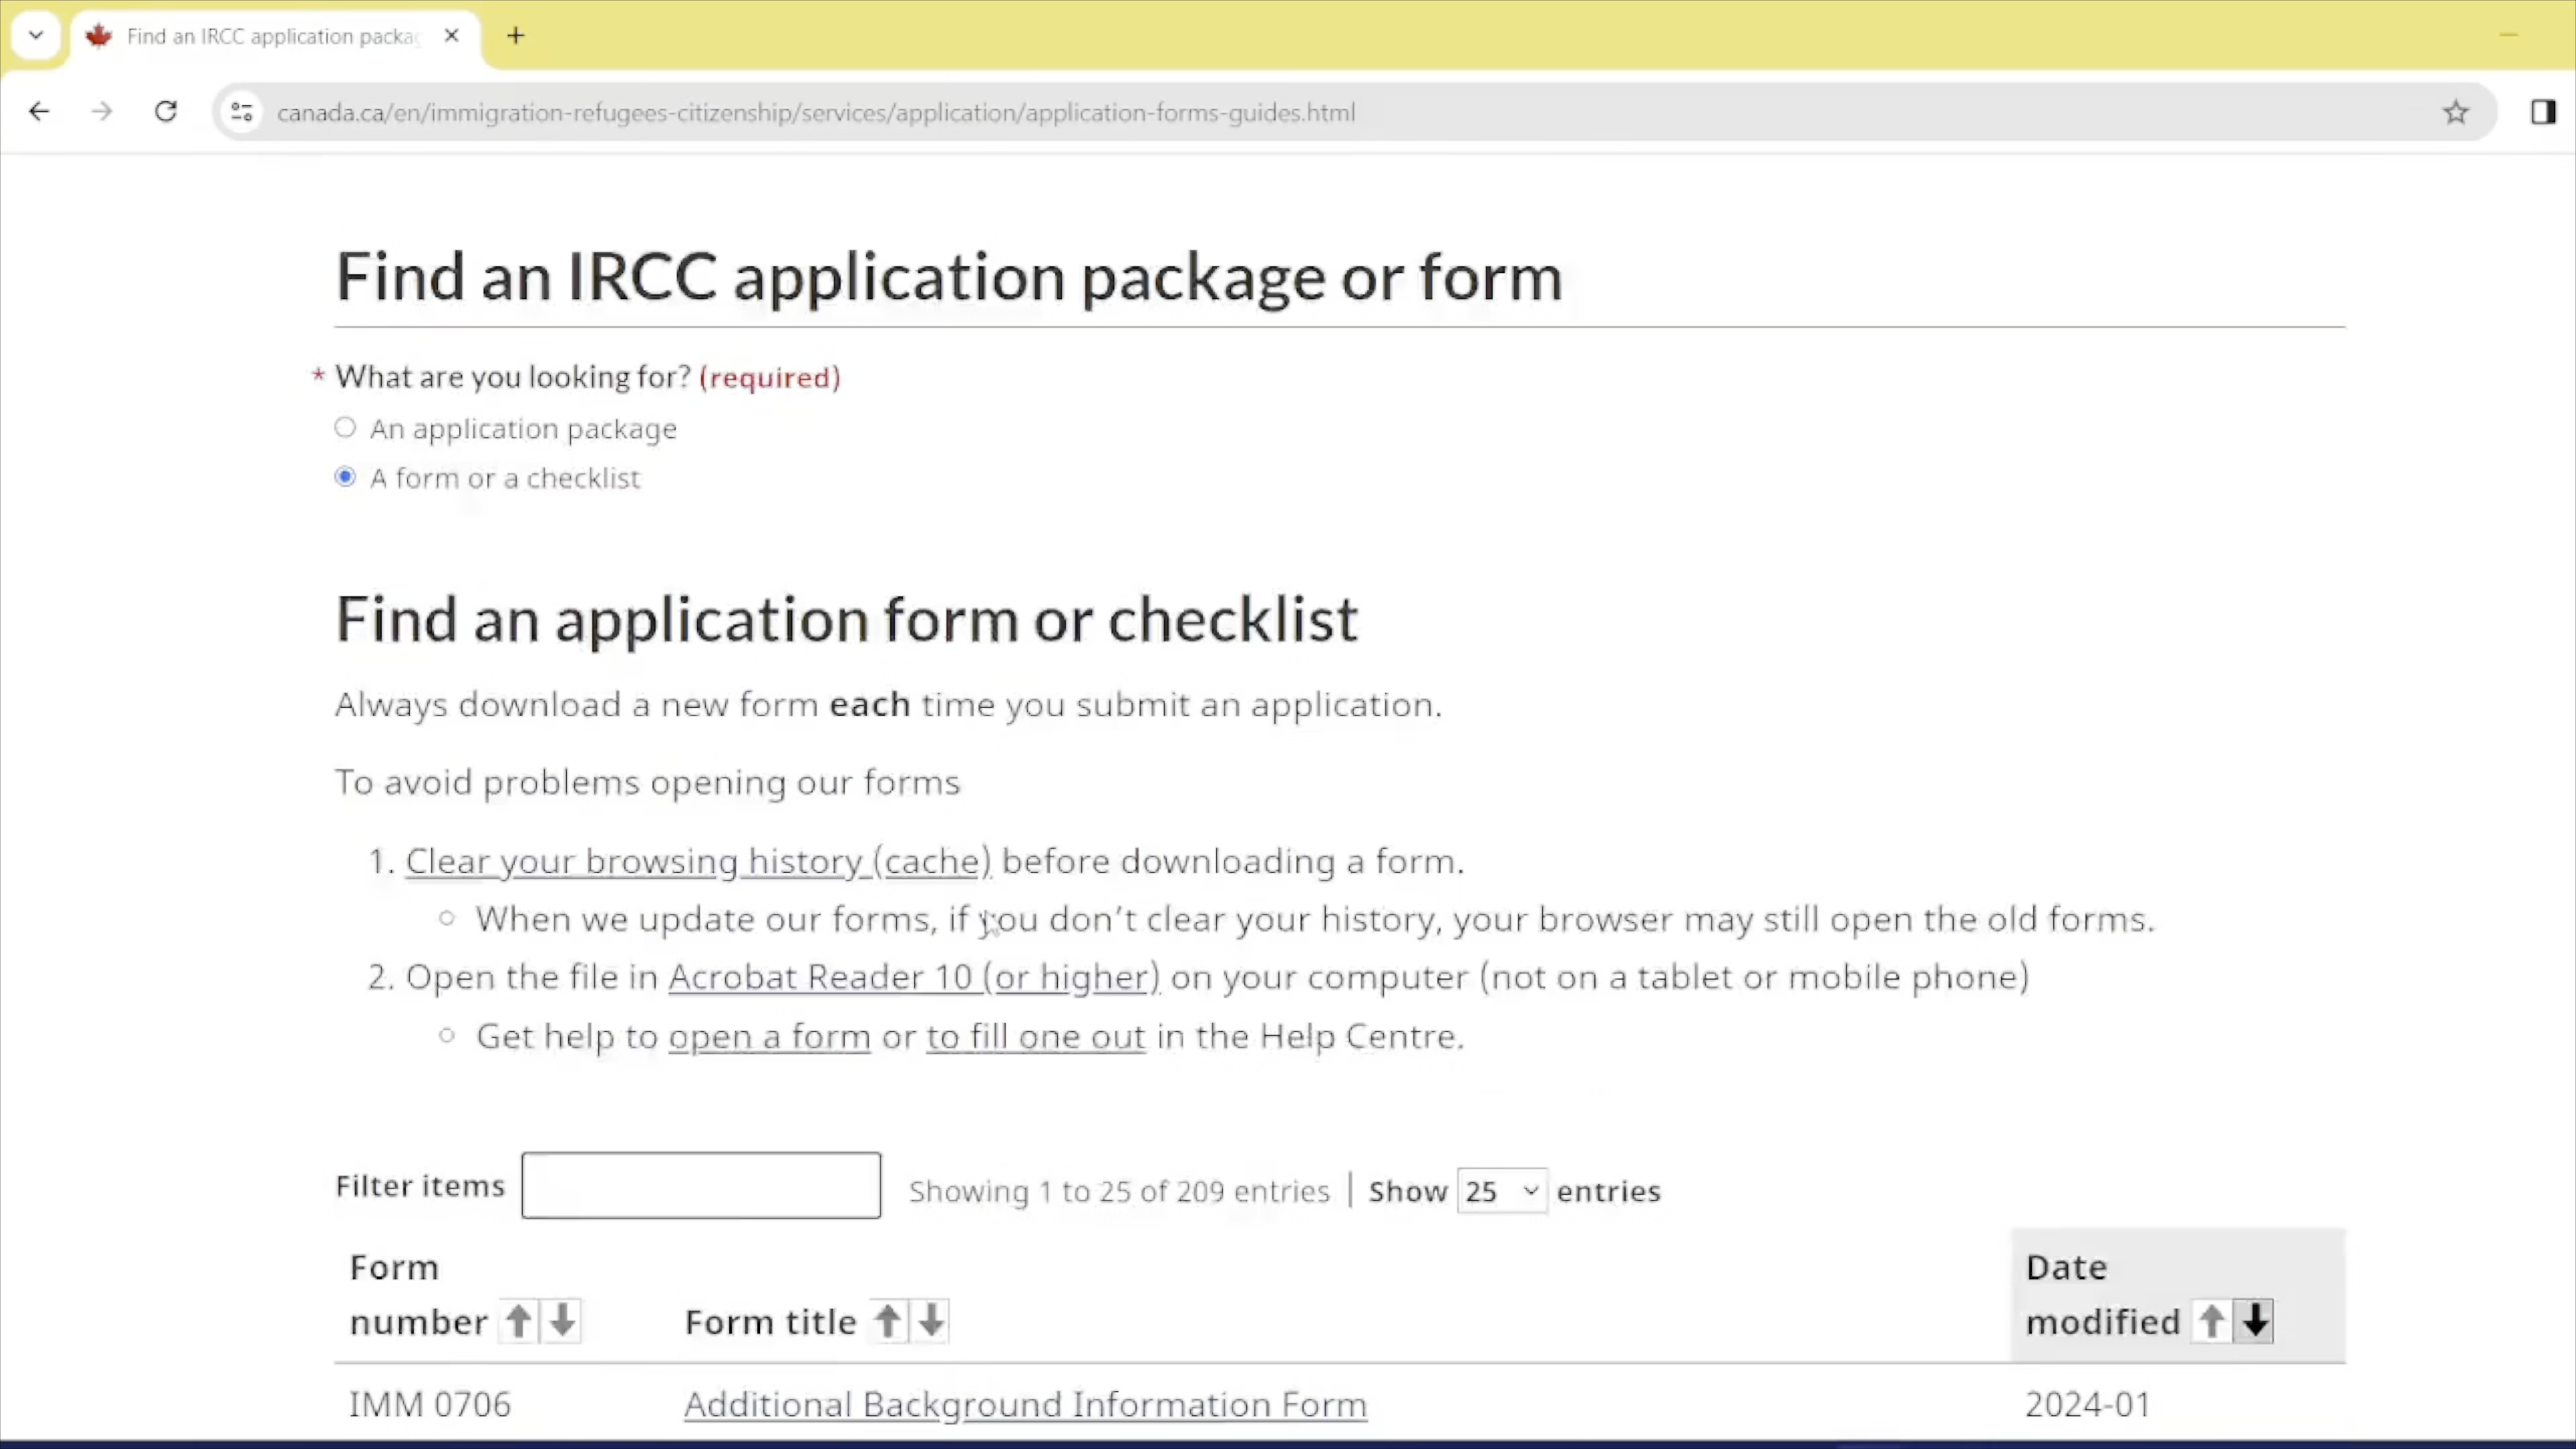 Find an IRCC application packag
canada.ca/en/immigration-refugees-citizenship/services/application/application-forms-guides.html
Find an IRCC application package or form
* What are you looking for? (required)
An application package
A form or a checklist
Find an application form or checklist
Always download a new form each time you submit an application.
To avoid problems opening our forms
1. Clear your browsing history (cache) before downloading a form.
When we update our forms, if you don't clear your history, your browser may still open the old forms.
2. Open the file in Acrobat Reader 10 (or higher) on your computer (not on a tablet or mobile phone)
Get help to open a form or to fill one out in the Help Centre.
Filter items Showing 1 to 25 of 209 entries | Show 25 entries
Form number Form title Date modified
IMM 0706 Additional Background Information Form 2024-01